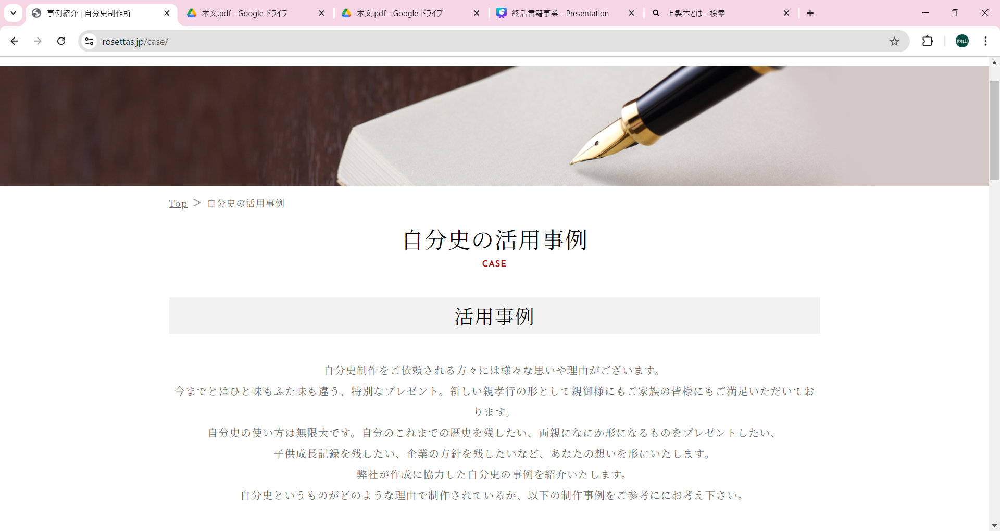 事例紹介 | 自分史制作所
本文.pdf - Google ドライブ
本文.pdf - Google ドライブ
終活書籍事業 - Presentation
上製本とは - 検索
rosettas.jp/case/
西山
Top > 自分史の活用事例
自分史の活用事例
CASE
活用事例
自分史制作をご依頼される方々には様々な思いや理由がございます。
今までとはひと味もふた味も違う、特別なプレゼント。新しい親孝行の形として親御様にもご家族の皆様にもご満足いただいてお
ります。
自分史の使い方は無限大です。自分のこれまでの歴史を残したい、両親になにか形になるものをプレゼントしたい、
子供成長記録を残したい、企業の方針を残したいなど、あなたの想いを形にいたします。
弊社が作成に協力した自分史の事例を紹介いたします。
自分史というものがどのような理由で制作されているか、以下の制作事例をご参考ににお考え下さい。